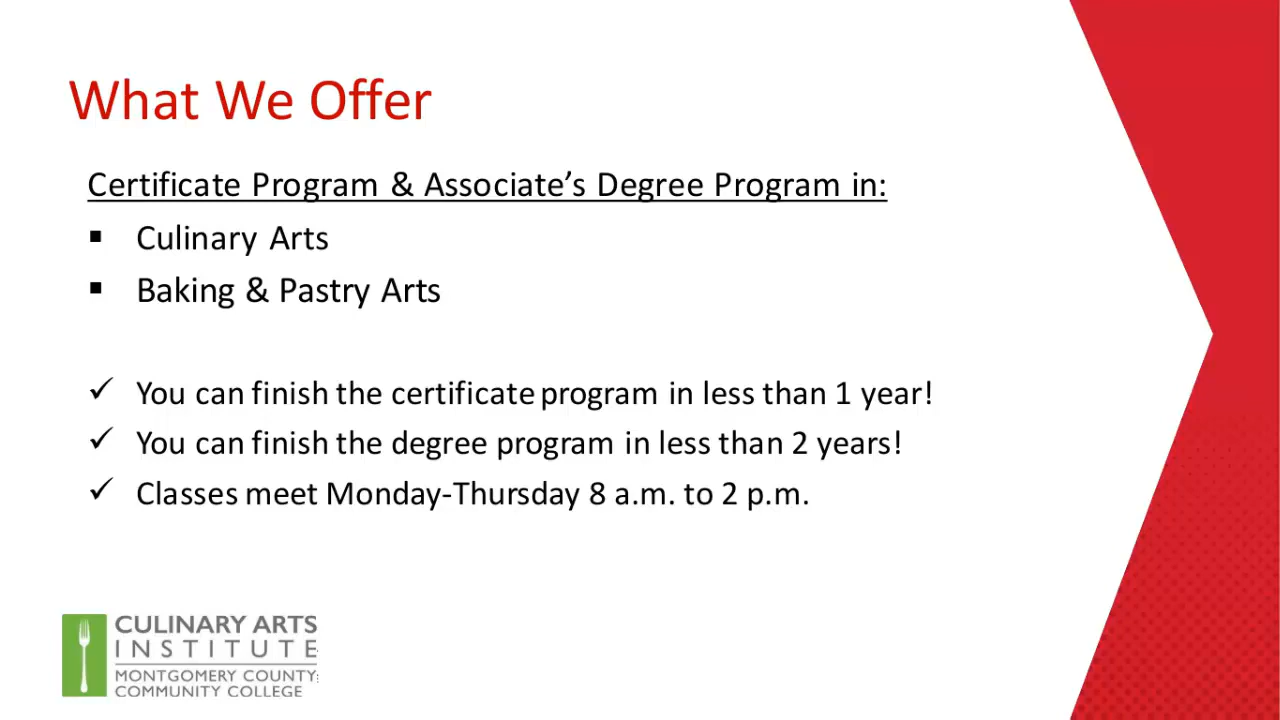 What We Offer
Certificate Program & Associate’s Degree Program in:
▪ Culinary Arts
▪ Baking & Pastry Arts
✓ You can finish the certificate program in less than 1 year!
✓ You can finish the degree program in less than 2 years!
✓ Classes meet Monday-Thursday 8 a.m. to 2 p.m.
CULINARY ARTS
INSTITUTE
MONTGOMERY COUNTY
COMMUNITY COLLEGE